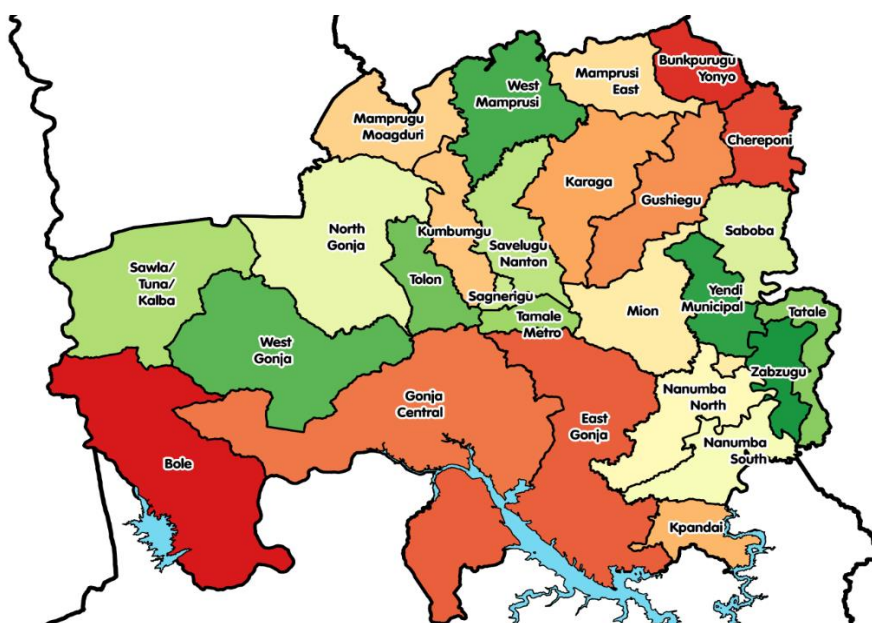 Bunkpurugu
Yonyo
Mamprusi
East
West
Mamprusi
Mamprugu
Moagduri
Chereponi
Karaga
Gushiegu
North
Gonja
Kumbumgu
Savelugu
Nanton
Saboba
Sawla/
Tuna/
Kalba
Tolon
Sagnerigu
Yendi
Municipal
Mion
Tamale
Metro
Tatale
West
Gonja
Zabzugu
Gonja
Central
East
Gonja
Nanumba
North
Nanumba
South
Bole
Kpandai